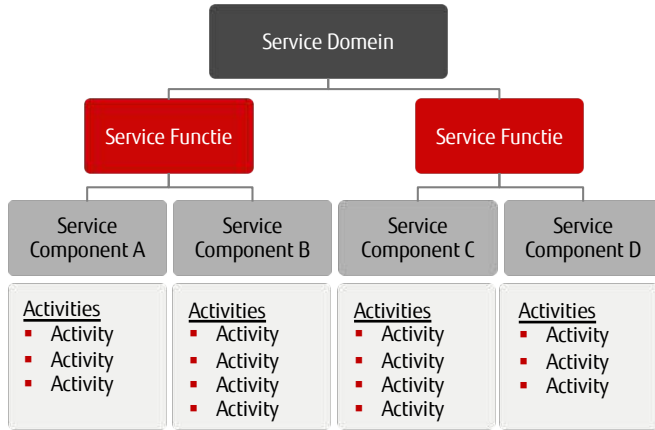 Service Domein
Service Functie
Service Functie
Service
Component A
Service
Component B
Service
Component C
Service
Component D
Activities
▪ Activity
▪ Activity
▪ Activity
Activities
▪ Activity
▪ Activity
▪ Activity
▪ Activity
Activities
▪ Activity
▪ Activity
▪ Activity
▪ Activity
Activities
▪ Activity
▪ Activity
▪ Activity